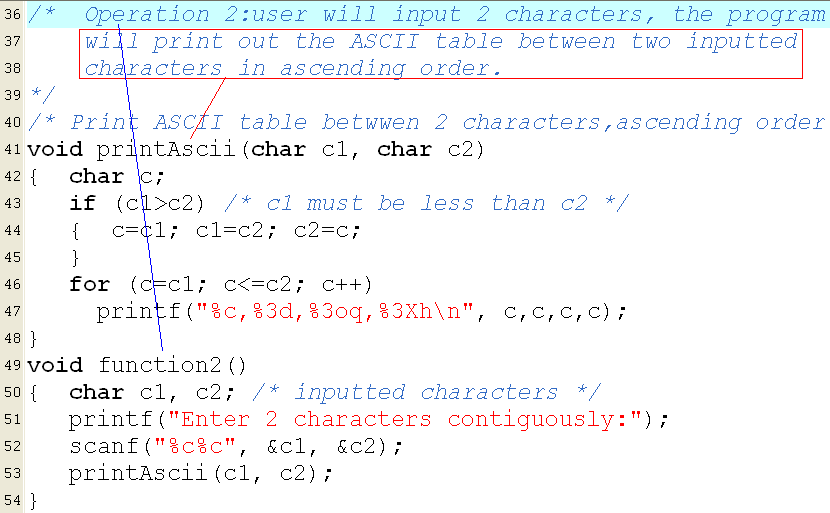 36 /*  Operation 2:user will input 2 characters, the program
37     will print out the ASCII table between two inputted
38     characters in ascending order.
39 */
40 /* Print ASCII table betwwen 2 characters,ascending order
41 void printAscii(char c1, char c2)
42 {  char c;
43    if (c1>c2) /* c1 must be less than c2 */
44    {  c=c1; c1=c2; c2=c;
45    }
46    for (c=c1; c<=c2; c++)
47      printf("%c,%3d,%3oq,%3Xh\n", c,c,c,c);
48 }
49 void function2()
50 {  char c1, c2; /* inputted characters */
51    printf("Enter 2 characters contiguously:");
52    scanf("%c%c", &c1, &c2);
53    printAscii(c1, c2);
54 }